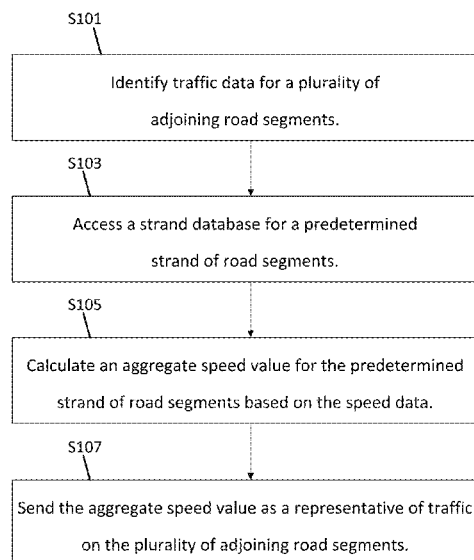 S101
Identify traffic data for a plurality of
adjoining road segments.
S103
Access a strand database for a predetermined
strand of road segments.
S105
Calculate an aggregate speed value for the predetermined
strand of road segments based on the speed data.
S107
Send the aggregate speed value as a representative of traffic
on the plurality of adjoining road segments.